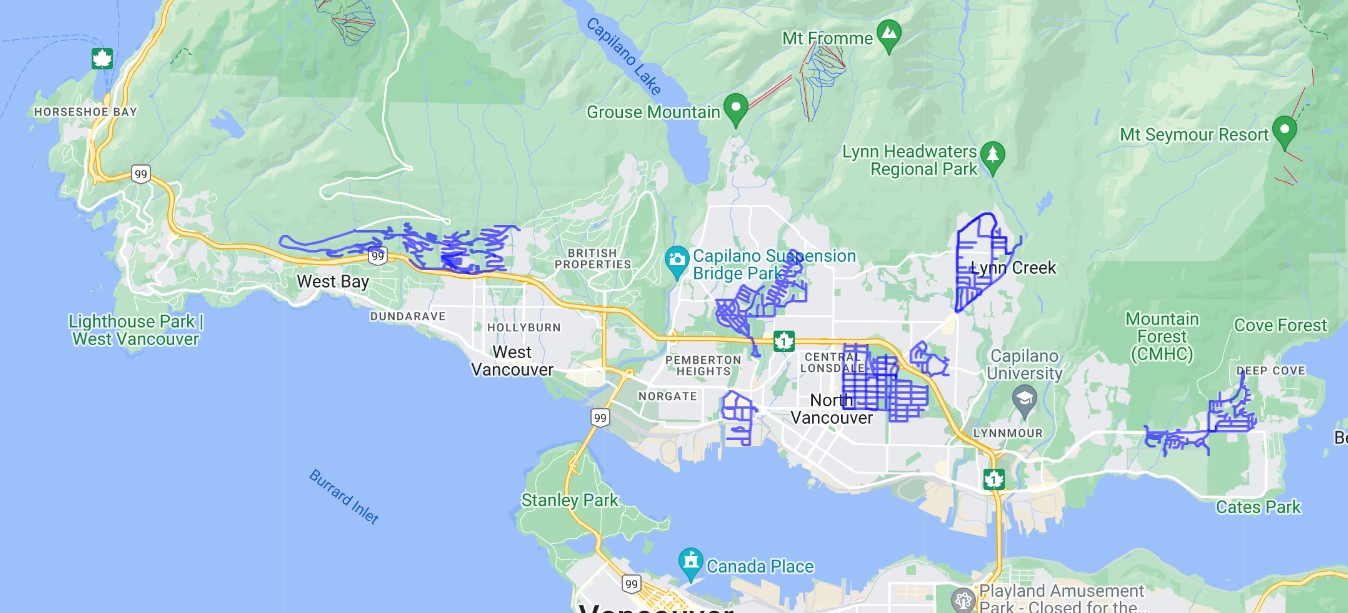 Capilano Lake
Mt Fromme
HORSESHOE BAY
Grouse Mountain
Mt Seymour Resort
Lynn Headwaters
Regional Park
99
BRITISH
PROPERTIES
Capilano Suspension
Bridge Park
99
Lynn Creek
West Bay
Lighthouse Park |
West Vancouver
DUNDARAVE
HOLLYBURN
1
Mountain
Forest
(CMHC)
Cove Forest
West
Vancouver
PEMBERTON
HEIGHTS
CENTRAL
LONSDALE
Capilano
University
DEEP COVE
NORGATE
North
Vancouver
99
LYNNMOUR
Be
1
Burrard Inlet
Stanley Park
Cates Park
Canada Place
99
Playland Amusement
Park - Closed for the...
Vancouver